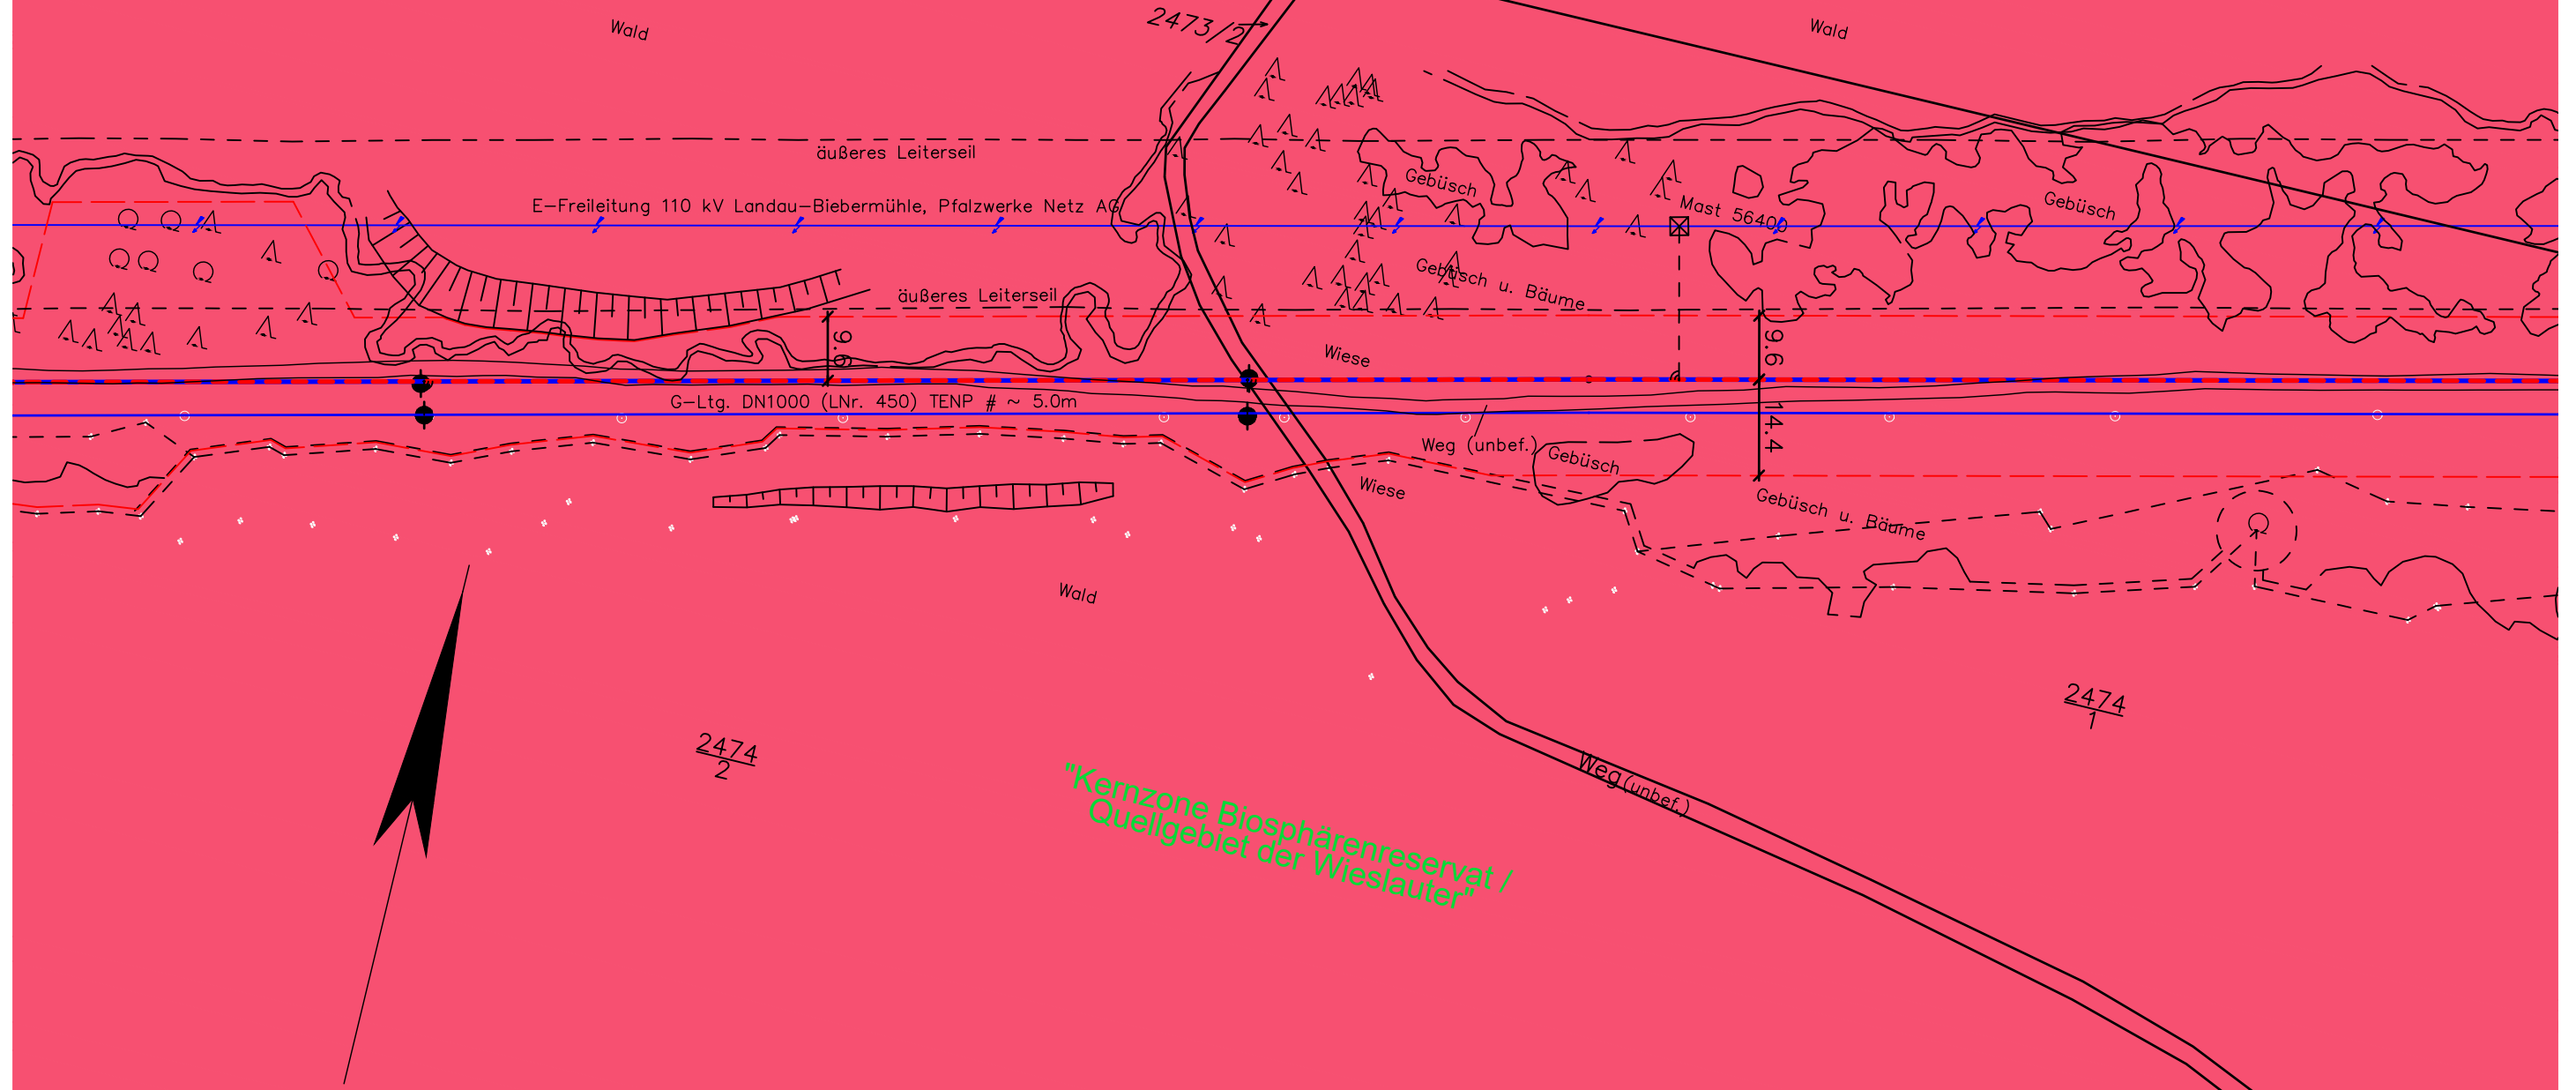 Wald
2473/2
Wald
äußeres Leiterseil
E-Freileitung 110 kV Landau-Biebermühle, Pfalzwerke Netz AG
Gebüsch
Mast 56400
Gebüsch
äußeres Leiterseil
Gebüsch u. Bäume
9.6
Wiese
9.6
G-Ltg. DN1000 (LNr. 450) TENP # ~ 5.0m
14.4
Weg (unbef.)
Gebüsch
Wiese
Gebüsch u. Bäume
Wald
2474
1
2474
2
Weg (unbef.)
"Kernzone Biosphärenreservat /
Quellgebiet der Wieslauter"